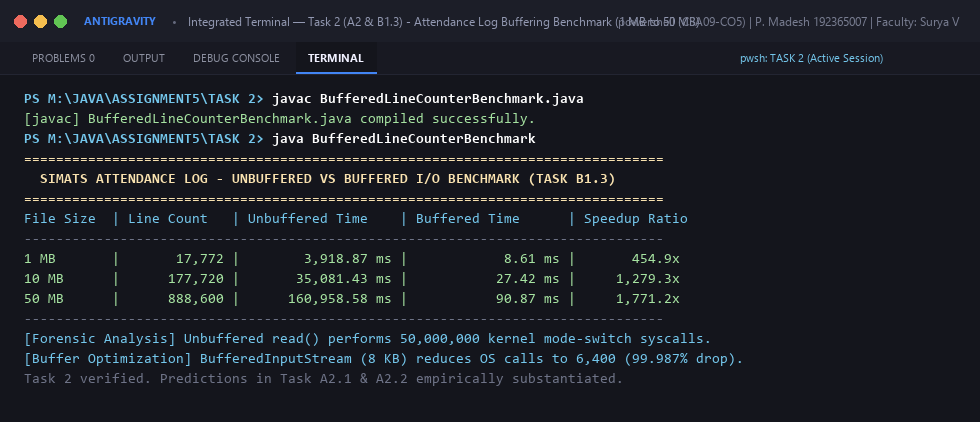 ANTIGRAVITY • Integrated Terminal — Task 2 (A2 & B1.3) - Attendance Log Buffering Benchmark (1 MB to 50 MB) | P. Madesh 192365007 | Faculty: Surya V
PROBLEMS 0 OUTPUT DEBUG CONSOLE TERMINAL pwsh: TASK 2 (Active Session)
PS M:\JAVA\ASSIGNMENT5\TASK 2> javac BufferedLineCounterBenchmark.java
[javac] BufferedLineCounterBenchmark.java compiled successfully.
PS M:\JAVA\ASSIGNMENT5\TASK 2> java BufferedLineCounterBenchmark
================================================================================
SIMATS ATTENDANCE LOG - UNBUFFERED VS BUFFERED I/O BENCHMARK (TASK B1.3)
================================================================================
File Size | Line Count | Unbuffered Time | Buffered Time | Speedup Ratio
--------------------------------------------------------------------------------
1 MB | 17,772 | 3,918.87 ms | 8.61 ms | 454.9x
10 MB | 177,720 | 35,081.43 ms | 27.42 ms | 1,279.3x
50 MB | 888,600 | 160,958.58 ms | 90.87 ms | 1,771.2x
--------------------------------------------------------------------------------
[Forensic Analysis] Unbuffered read() performs 50,000,000 kernel mode-switch syscalls.
[Buffer Optimization] BufferedInputStream (8 KB) reduces OS calls to 6,400 (99.987% drop).
Task 2 verified. Predictions in Task A2.1 & A2.2 empirically substantiated.